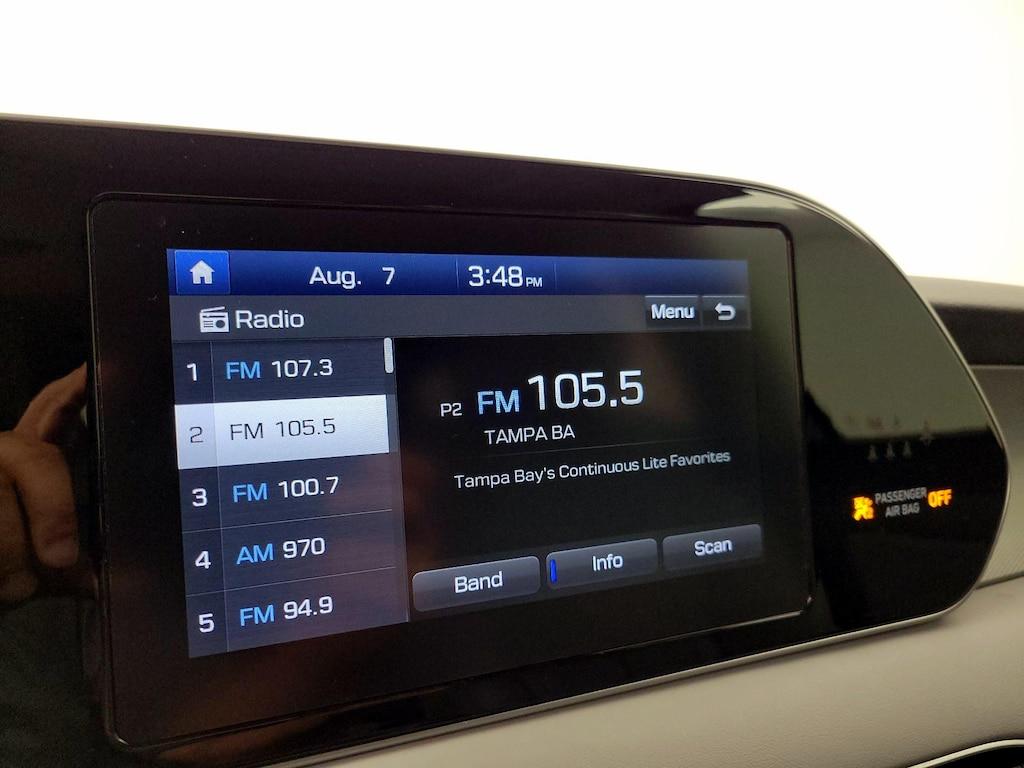 Aug. 7 3:48 PM
Radio Menu
1 FM 107.3
2 FM 105.5
3 FM 100.7
4 AM 970
5 FM 94.9
P2 FM 105.5
TAMPA BA
Tampa Bay's Continuous Lite Favorites
Band Info Scan
PASSENGER
AIR BAG OFF